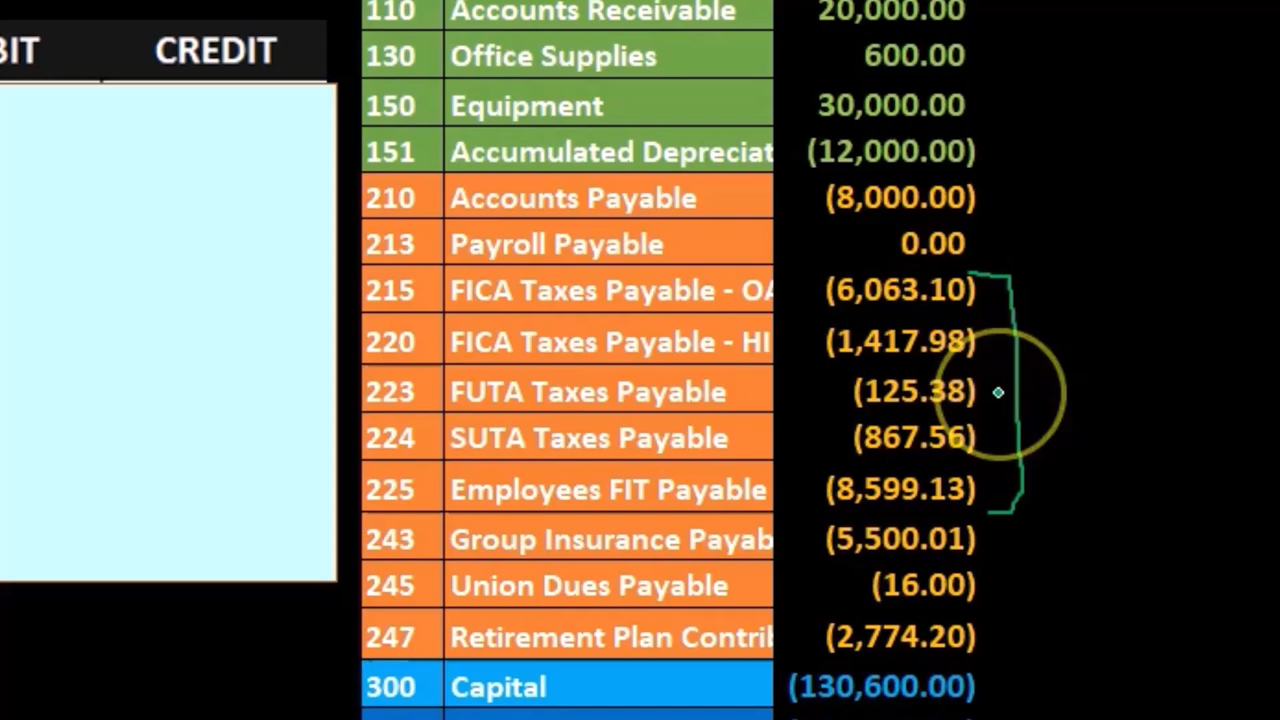 BIT CREDIT
110 Accounts Receivable 20,000.00
130 Office Supplies 600.00
150 Equipment 30,000.00
151 Accumulated Depreciat (12,000.00)
210 Accounts Payable (8,000.00)
213 Payroll Payable 0.00
215 FICA Taxes Payable - OA (6,063.10)
220 FICA Taxes Payable - HI (1,417.98)
223 FUTA Taxes Payable (125.38)
224 SUTA Taxes Payable (867.56)
225 Employees FIT Payable (8,599.13)
243 Group Insurance Payab (5,500.01)
245 Union Dues Payable (16.00)
247 Retirement Plan Contrib (2,774.20)
300 Capital (130,600.00)